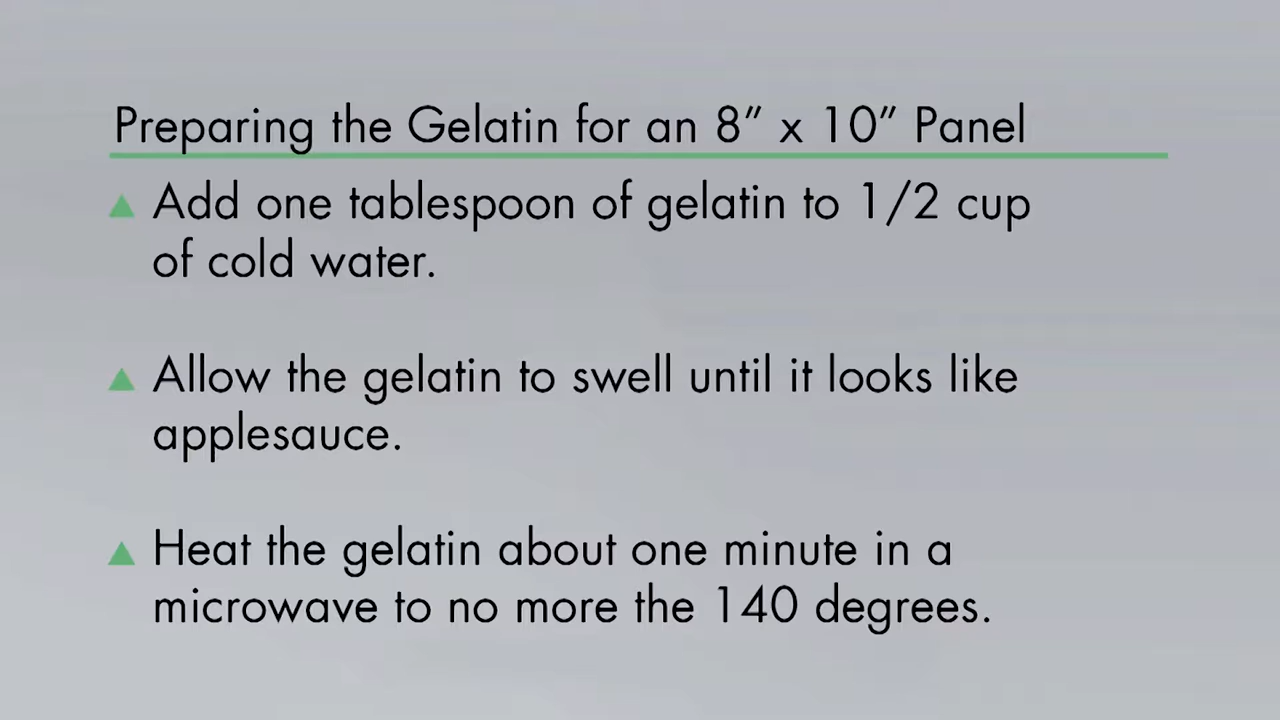 Preparing the Gelatin for an 8” x 10” Panel
Add one tablespoon of gelatin to 1/2 cup
of cold water.
Allow the gelatin to swell until it looks like
applesauce.
Heat the gelatin about one minute in a
microwave to no more the 140 degrees.